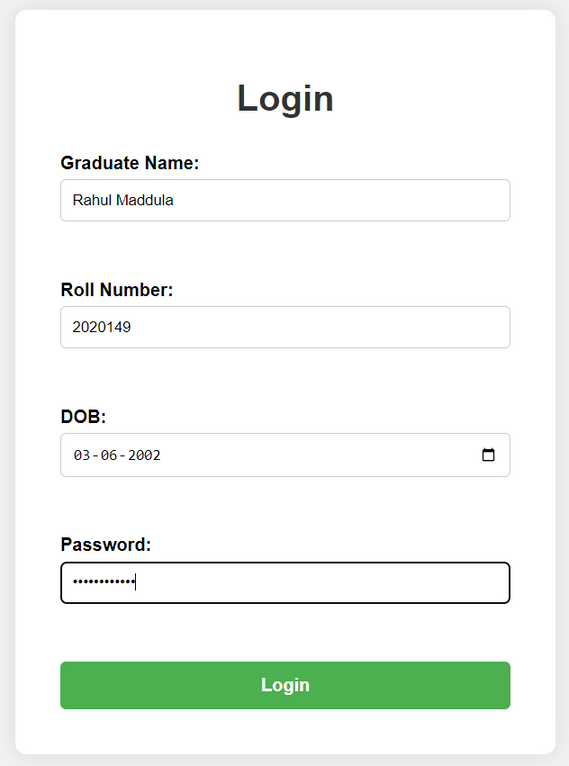 Login
Graduate Name:
Rahul Maddula
Roll Number:
2020149
DOB:
03-06-2002
Password:
••••••••••••
Login